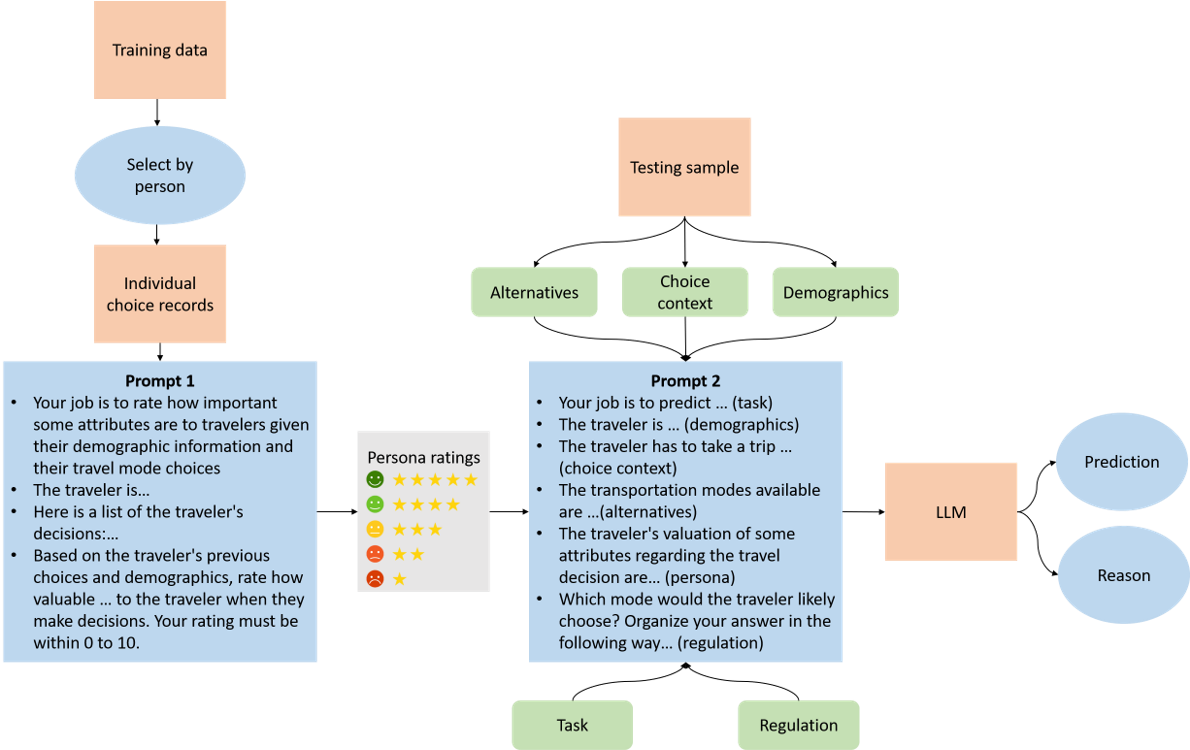 Training data
Select by
person
Individual
choice records
Prompt 1
• Your job is to rate how important
some attributes are to travelers given
their demographic information and
their travel mode choices
• The traveler is...
• Here is a list of the traveler's
decisions:...
• Based on the traveler's previous
choices and demographics, rate how
valuable ... to the traveler when they
make decisions. Your rating must be
within 0 to 10.
Persona ratings
Testing sample
Alternatives
Choice
context
Demographics
Prompt 2
• Your job is to predict ... (task)
• The traveler is ... (demographics)
• The traveler has to take a trip ...
(choice context)
• The transportation modes available
are ...(alternatives)
• The traveler's valuation of some
attributes regarding the travel
decision are... (persona)
• Which mode would the traveler likely
choose? Organize your answer in the
following way... (regulation)
Task
Regulation
LLM
Prediction
Reason